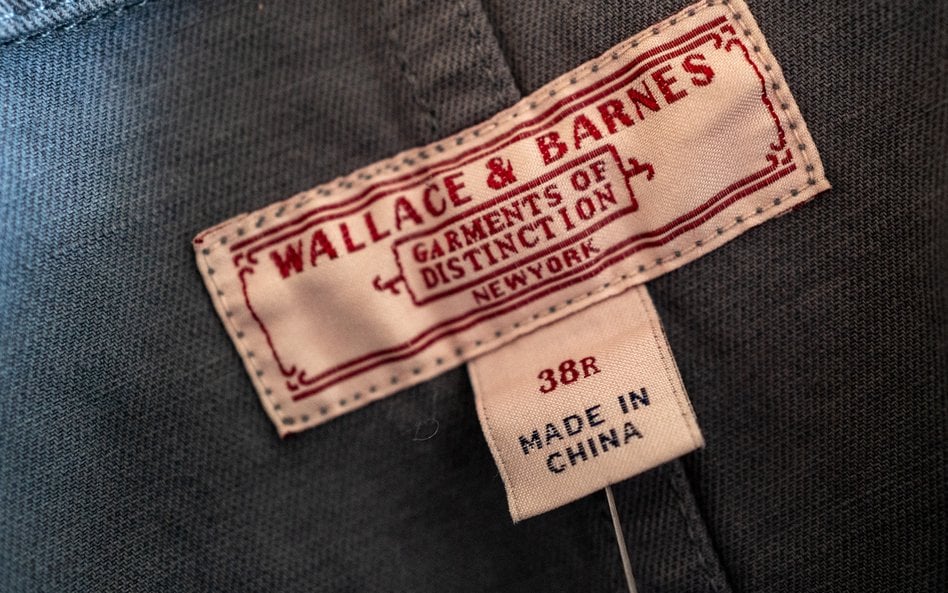 WALLACE & BARNES
GARMENTS OF
DISTINCTION
NEW YORK
38R
MADE IN
CHINA